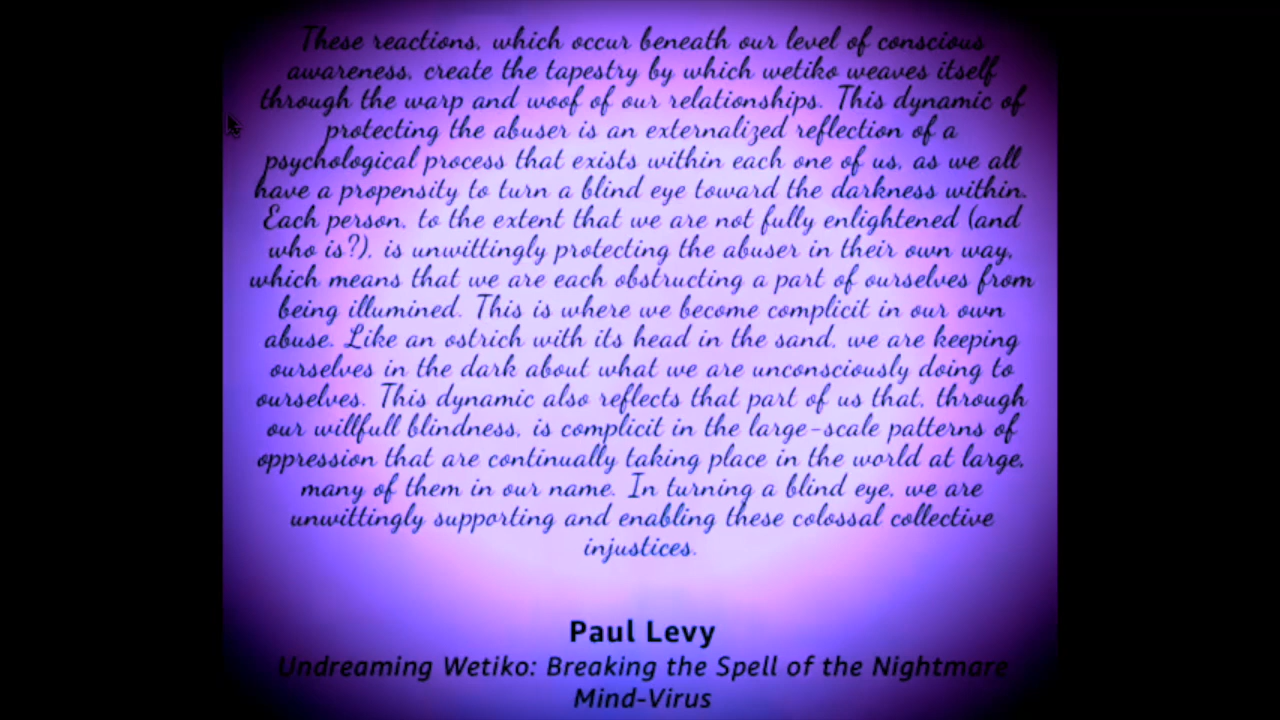 These reactions, which occur beneath our level of conscious
awareness, create the tapestry by which wetiko weaves itself
through the warp and woof of our relationships. This dynamic of
protecting the abuser is an externalized reflection of a
psychological process that exists within each one of us, as we all
have a propensity to turn a blind eye toward the darkness within.
Each person, to the extent that we are not fully enlightened (and
who is?), is unwittingly protecting the abuser in their own way,
which means that we are each obstructing a part of ourselves from
being illumined. This is where we become complicit in our own
abuse. Like an ostrich with its head in the sand, we are keeping
ourselves in the dark about what we are unconsciously doing to
ourselves. This dynamic also reflects that part of us that, through
our willfull blindness, is complicit in the large-scale patterns of
oppression that are continually taking place in the world at large,
many of them in our name. In turning a blind eye, we are
unwittingly supporting and enabling these colossal collective
injustices.
Paul Levy
Undreaming Wetiko: Breaking the Spell of the Nightmare
Mind-Virus